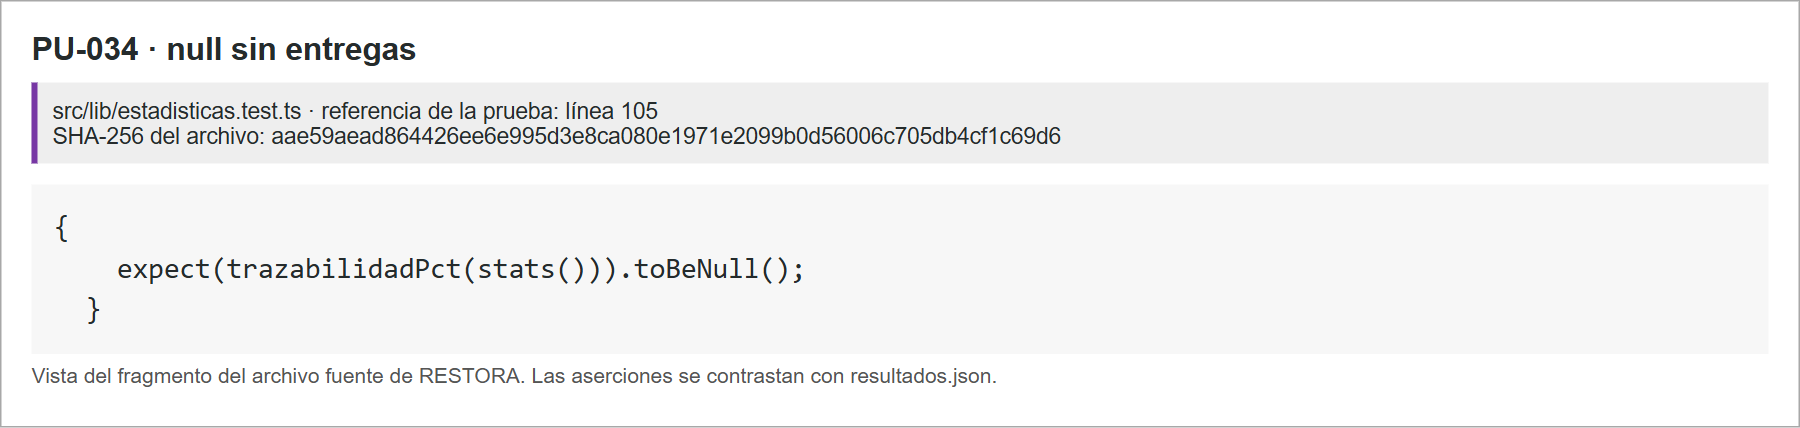 PU-034 · null sin entregas
src/lib/estadisticas.test.ts · referencia de la prueba: línea 105
SHA-256 del archivo: aae59aead864426ee6e995d3e8ca080e1971e2099b0d56006c705db4cf1c69d6
{
    expect(trazabilidadPct(stats())).toBeNull();
  }
Vista del fragmento del archivo fuente de RESTORA. Las aserciones se contrastan con resultados.json.